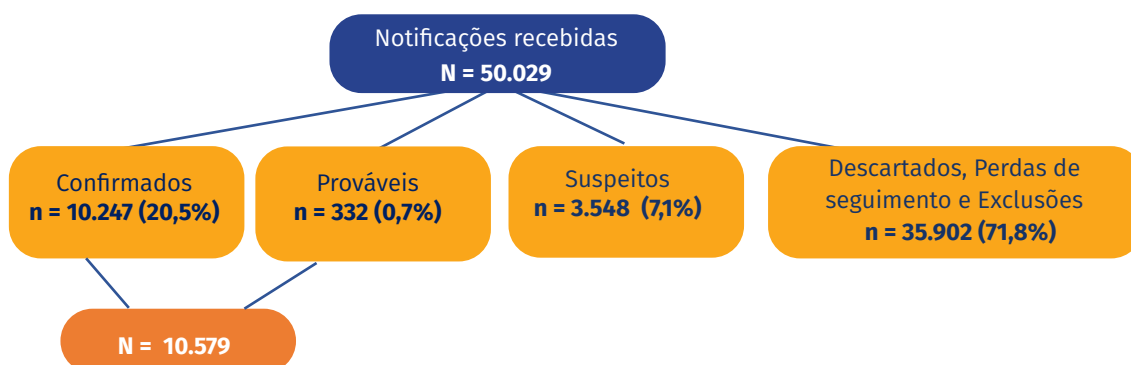 Notificações recebidas
N = 50.029
Confirmados
n = 10.247 (20,5%)
Prováveis
n = 332 (0,7%)
Suspeitos
n = 3.548 (7,1%)
Descartados, Perdas de
seguimento e Exclusões
n = 35.902 (71,8%)
N = 10.579